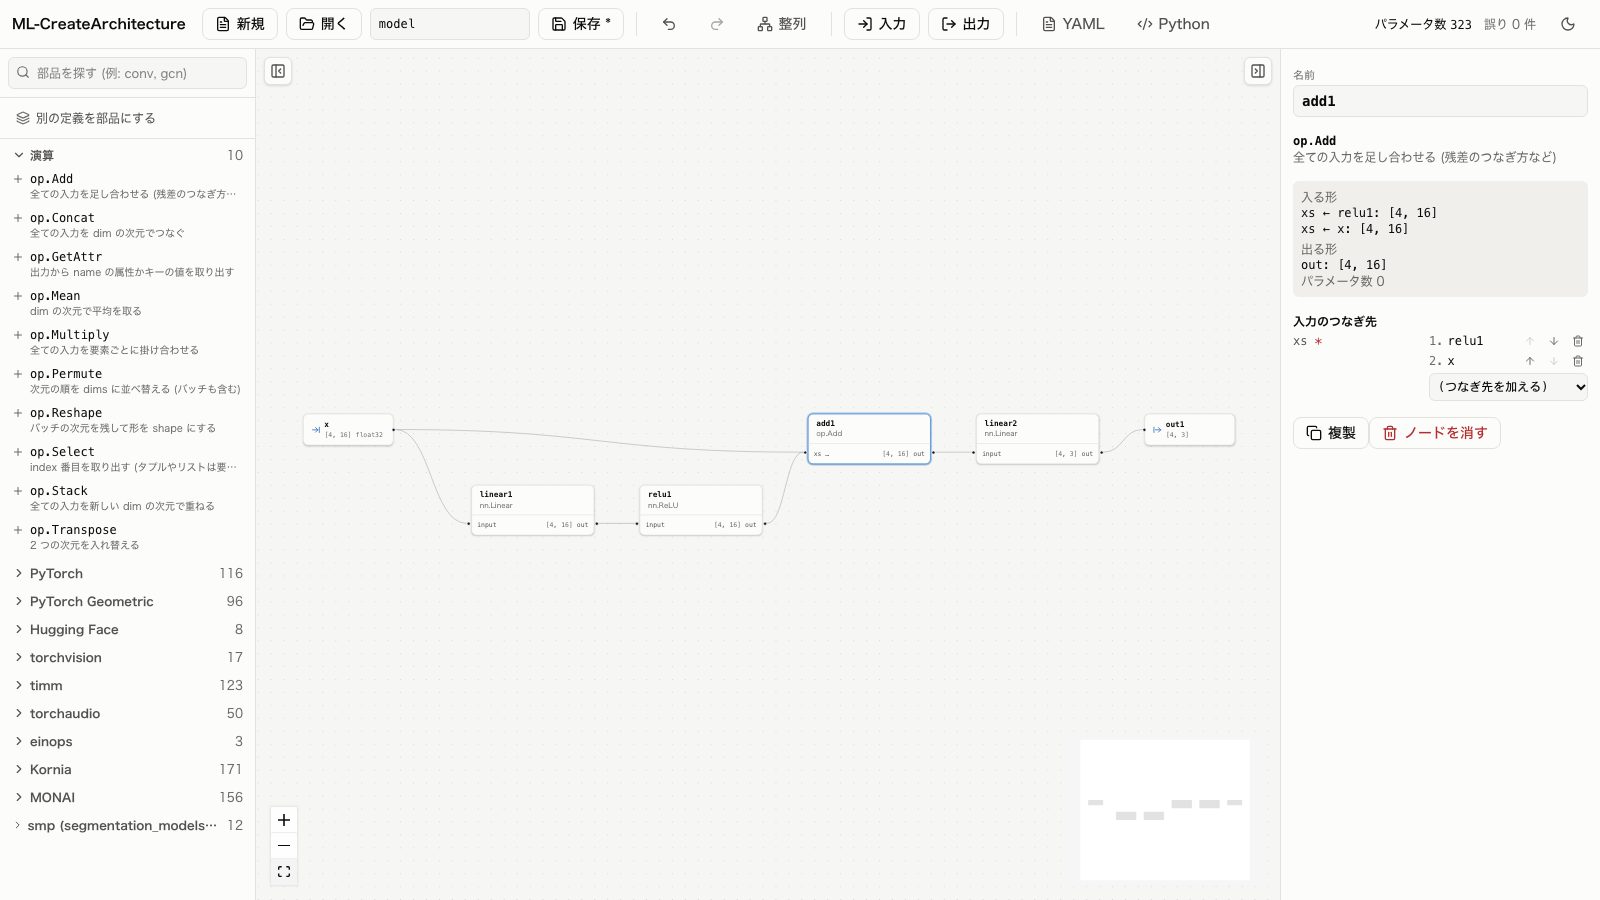 ML-CreateArchitecture
新規
開く
model
保存 *
整列
入力
出力
YAML
Python
パラメータ数 323
誤り 0 件
部品を探す (例: conv, gcn)
別の定義を部品にする
演算 10
op.Add
全ての入力を足し合わせる (残差のつなぎ方…
op.Concat
全ての入力を dim の次元でつなぐ
op.GetAttr
出力から name の属性かキーの値を取り出す
op.Mean
dim の次元で平均を取る
op.Multiply
全ての入力を要素ごとに掛け合わせる
op.Permute
次元の順を dims に並べ替える (バッチも含む)
op.Reshape
バッチの次元を残して形を shape にする
op.Select
index 番目を取り出す (タプルやリストは要…
op.Stack
全ての入力を新しい dim の次元で重ねる
op.Transpose
2 つの次元を入れ替える
PyTorch 116
PyTorch Geometric 96
Hugging Face 8
torchvision 17
timm 123
torchaudio 50
einops 3
Kornia 171
MONAI 156
smp (segmentation_models… 12
x
[4, 16] float32
linear1
nn.Linear
input [4, 16] out
relu1
nn.ReLU
input [4, 16] out
add1
op.Add
xs … [4, 16] out
linear2
nn.Linear
input [4, 3] out
out1
[4, 3]
名前
add1
op.Add
全ての入力を足し合わせる (残差のつなぎ方など)
入る形
xs ← relu1: [4, 16]
xs ← x: [4, 16]
出る形
out: [4, 16]
パラメータ数 0
入力のつなぎ先
xs * 1. relu1
2. x
(つなぎ先を加える)
複製
ノードを消す